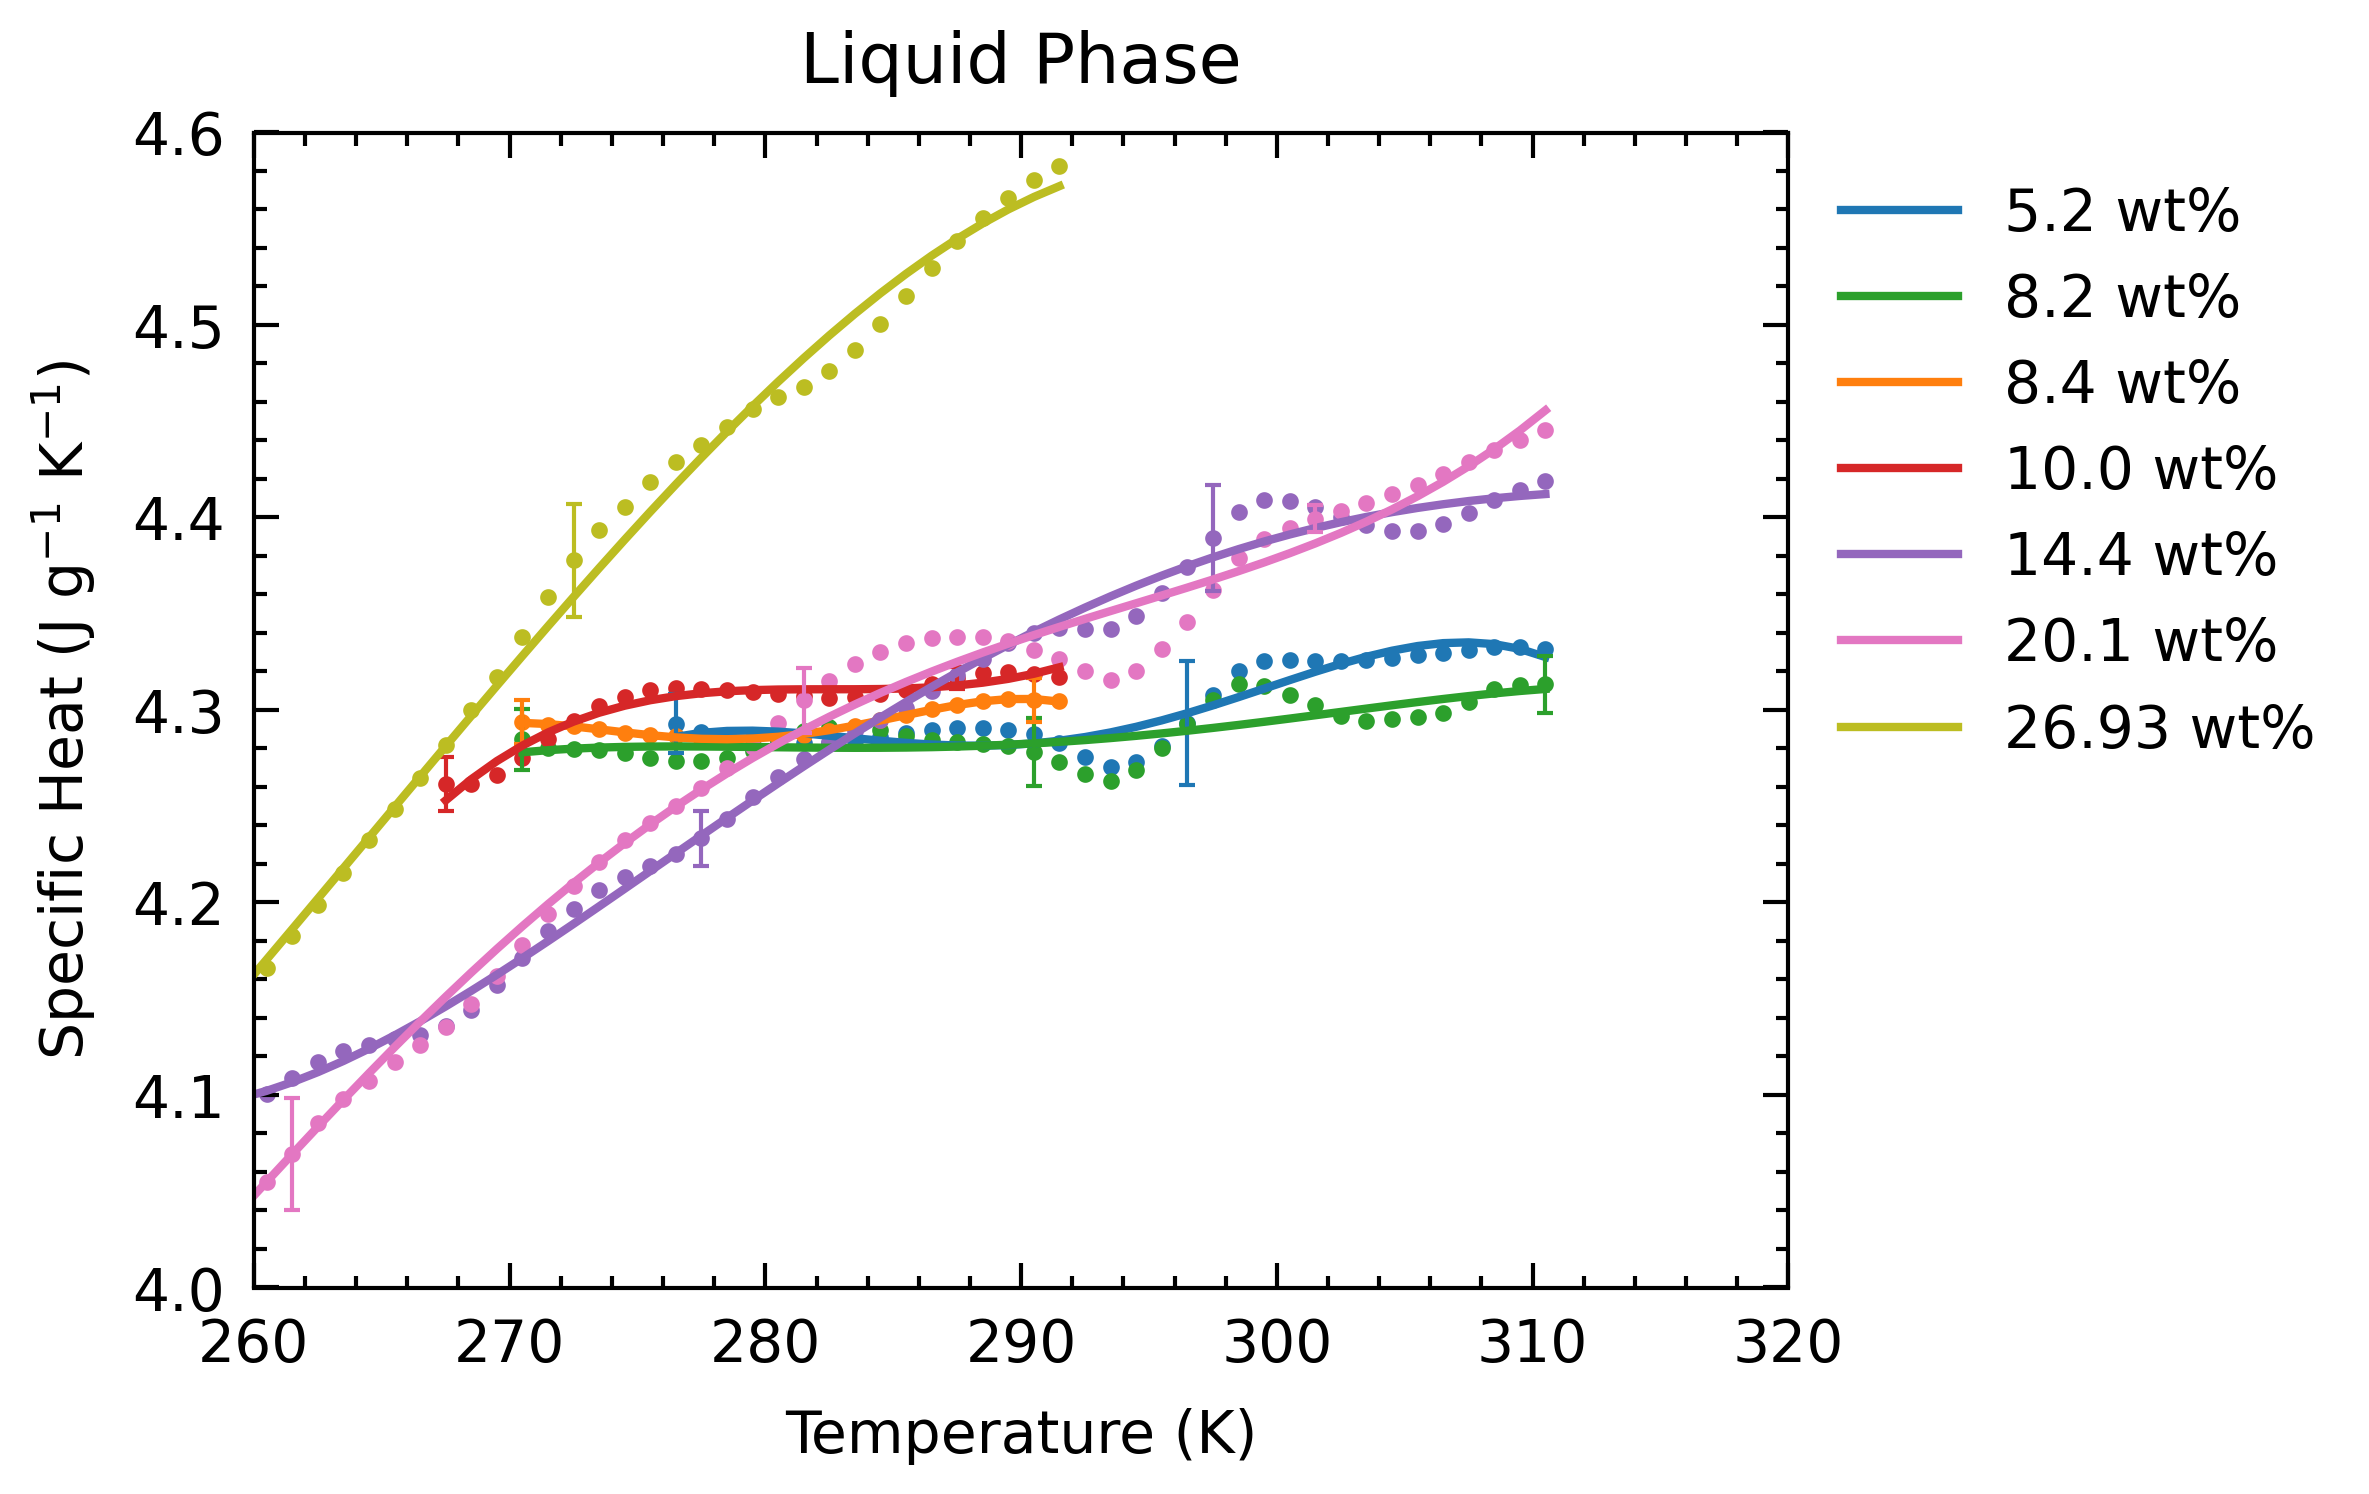 Liquid Phase
4.6
4.5
4.4
4.3
4.2
4.1
4.0
Specific Heat (J g⁻¹ K⁻¹)
260 270 280 290 300 310 320
Temperature (K)
5.2 wt%
8.2 wt%
8.4 wt%
10.0 wt%
14.4 wt%
20.1 wt%
26.93 wt%